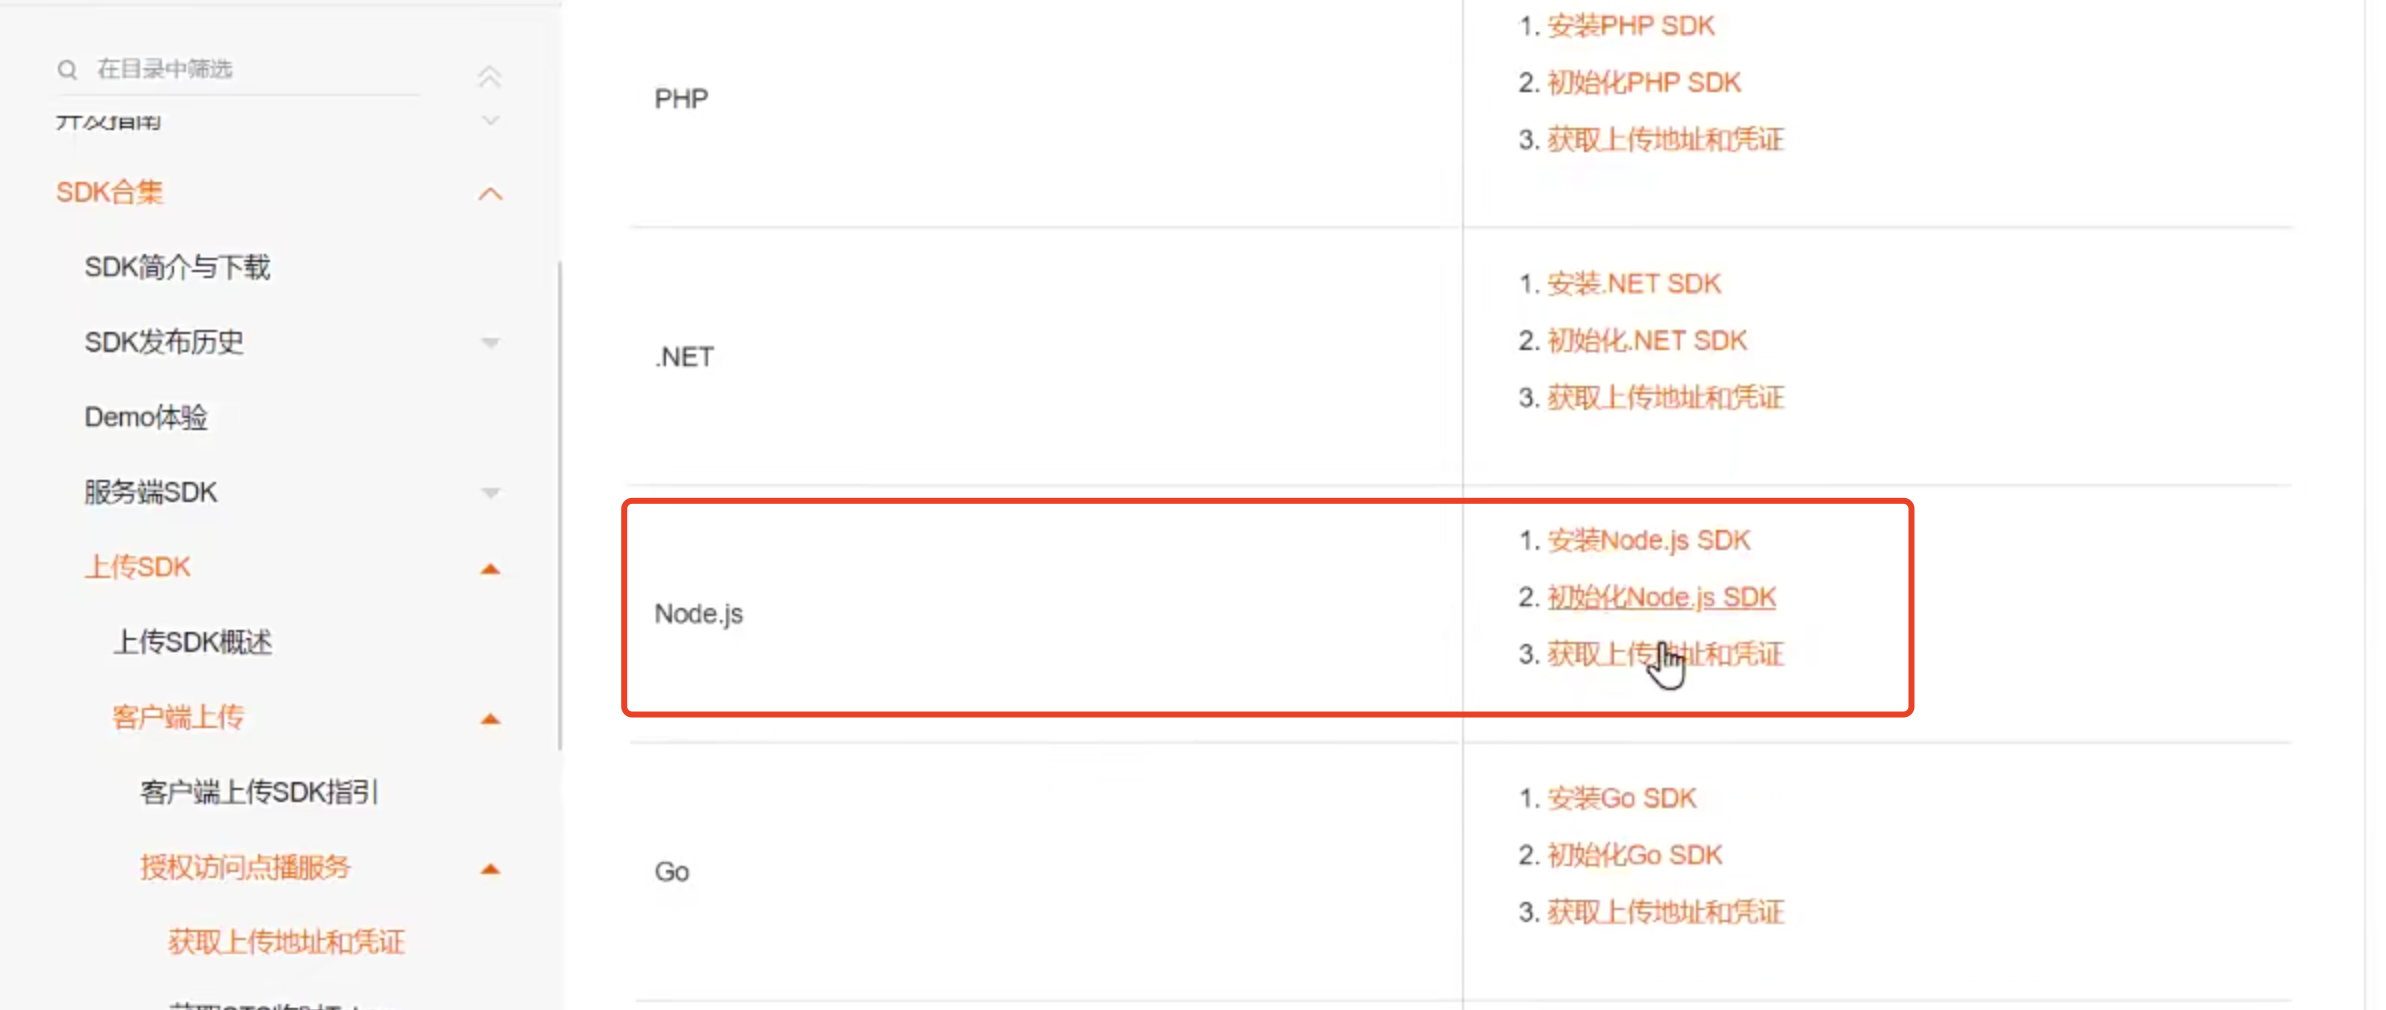 在目录中筛选
开发指南
SDK合集
SDK简介与下载
SDK发布历史
Demo体验
服务端SDK
上传SDK
上传SDK概述
客户端上传
客户端上传SDK指引
授权访问点播服务
获取上传地址和凭证
PHP
1. 安装PHP SDK
2. 初始化PHP SDK
3. 获取上传地址和凭证
.NET
1. 安装.NET SDK
2. 初始化.NET SDK
3. 获取上传地址和凭证
Node.js
1. 安装Node.js SDK
2. 初始化Node.js SDK
3. 获取上传地址和凭证
Go
1. 安装Go SDK
2. 初始化Go SDK
3. 获取上传地址和凭证